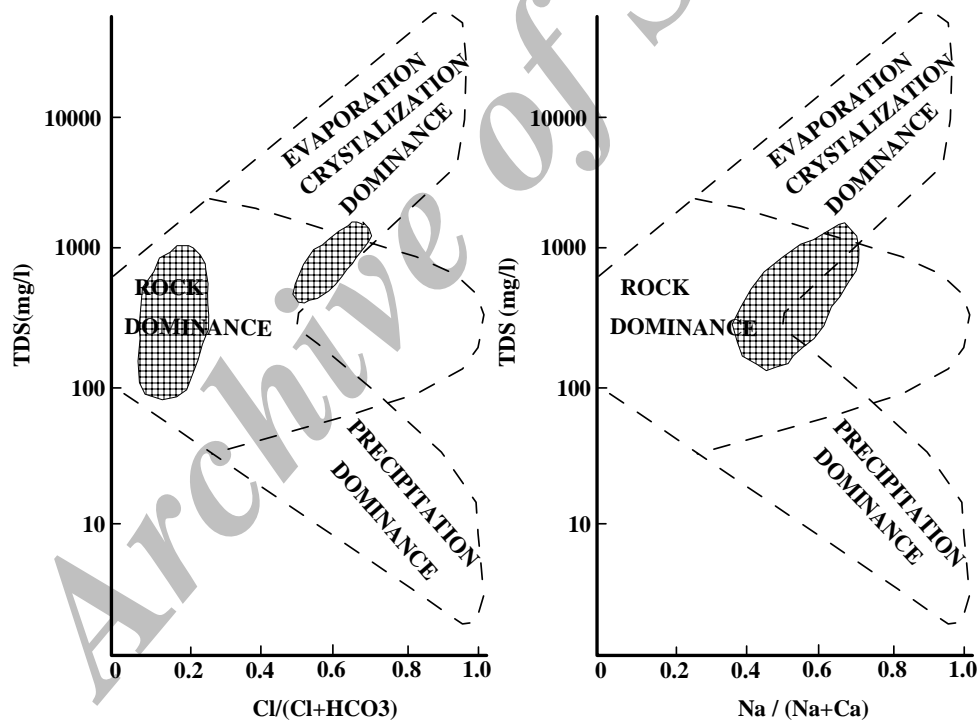 Archive of S
EVAPORATION
CRYSTALIZATION
DOMINANCE
ROCK
DOMINANCE
PRECIPITATION
DOMINANCE
TDS(mg/l)
10000
1000
100
10
0 0.2 0.4 0.6 0.8 1.0
Cl/(Cl+HCO3)
EVAPORATION
CRYSTALIZATION
DOMINANCE
ROCK
DOMINANCE
PRECIPITATION
DOMINANCE
TDS (mg/l)
10000
1000
100
10
0 0.2 0.4 0.6 0.8 1.0
Na / (Na+Ca)